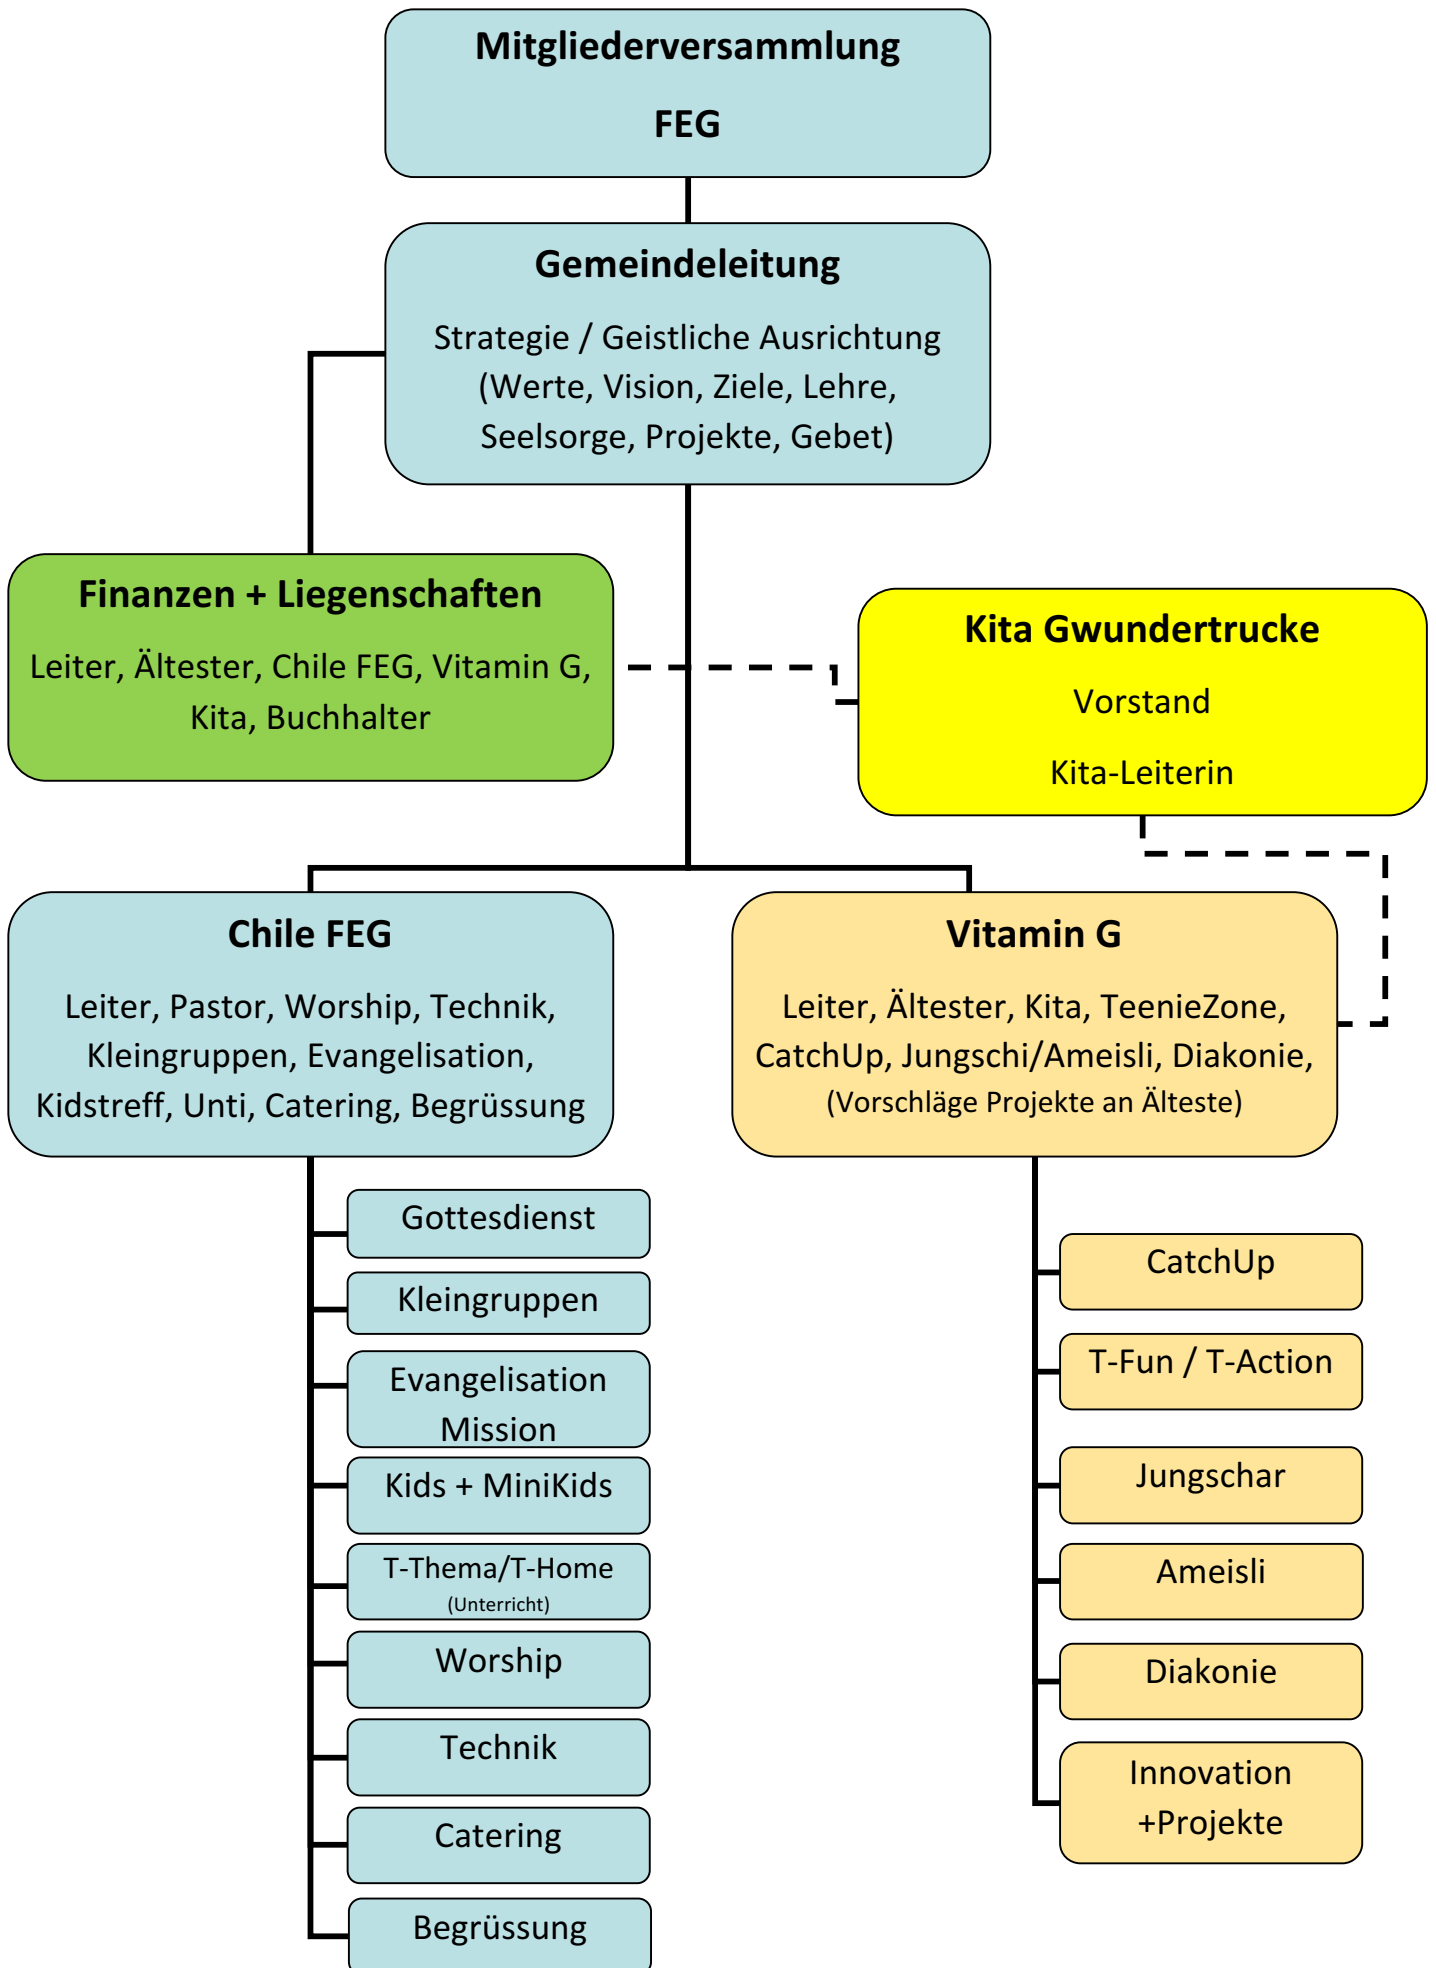 Mitgliederversammlung
FEG
Gemeindeleitung
Strategie / Geistliche Ausrichtung
(Werte, Vision, Ziele, Lehre,
Seelsorge, Projekte, Gebet)
Finanzen + Liegenschaften
Leiter, Ältester, Chile FEG, Vitamin G,
Kita, Buchhalter
Kita Gwundertrucke
Vorstand
Kita-Leiterin
Chile FEG
Leiter, Pastor, Worship, Technik,
Kleingruppen, Evangelisation,
Kidstreff, Unti, Catering, Begrüssung
Vitamin G
Leiter, Ältester, Kita, TeenieZone,
CatchUp, Jungschi/Ameisli, Diakonie,
(Vorschläge Projekte an Älteste)
Gottesdienst
Kleingruppen
Evangelisation
Mission
Kids + MiniKids
T-Thema/T-Home
(Unterricht)
Worship
Technik
Catering
Begrüssung
CatchUp
T-Fun / T-Action
Jungschar
Ameisli
Diakonie
Innovation
+Projekte